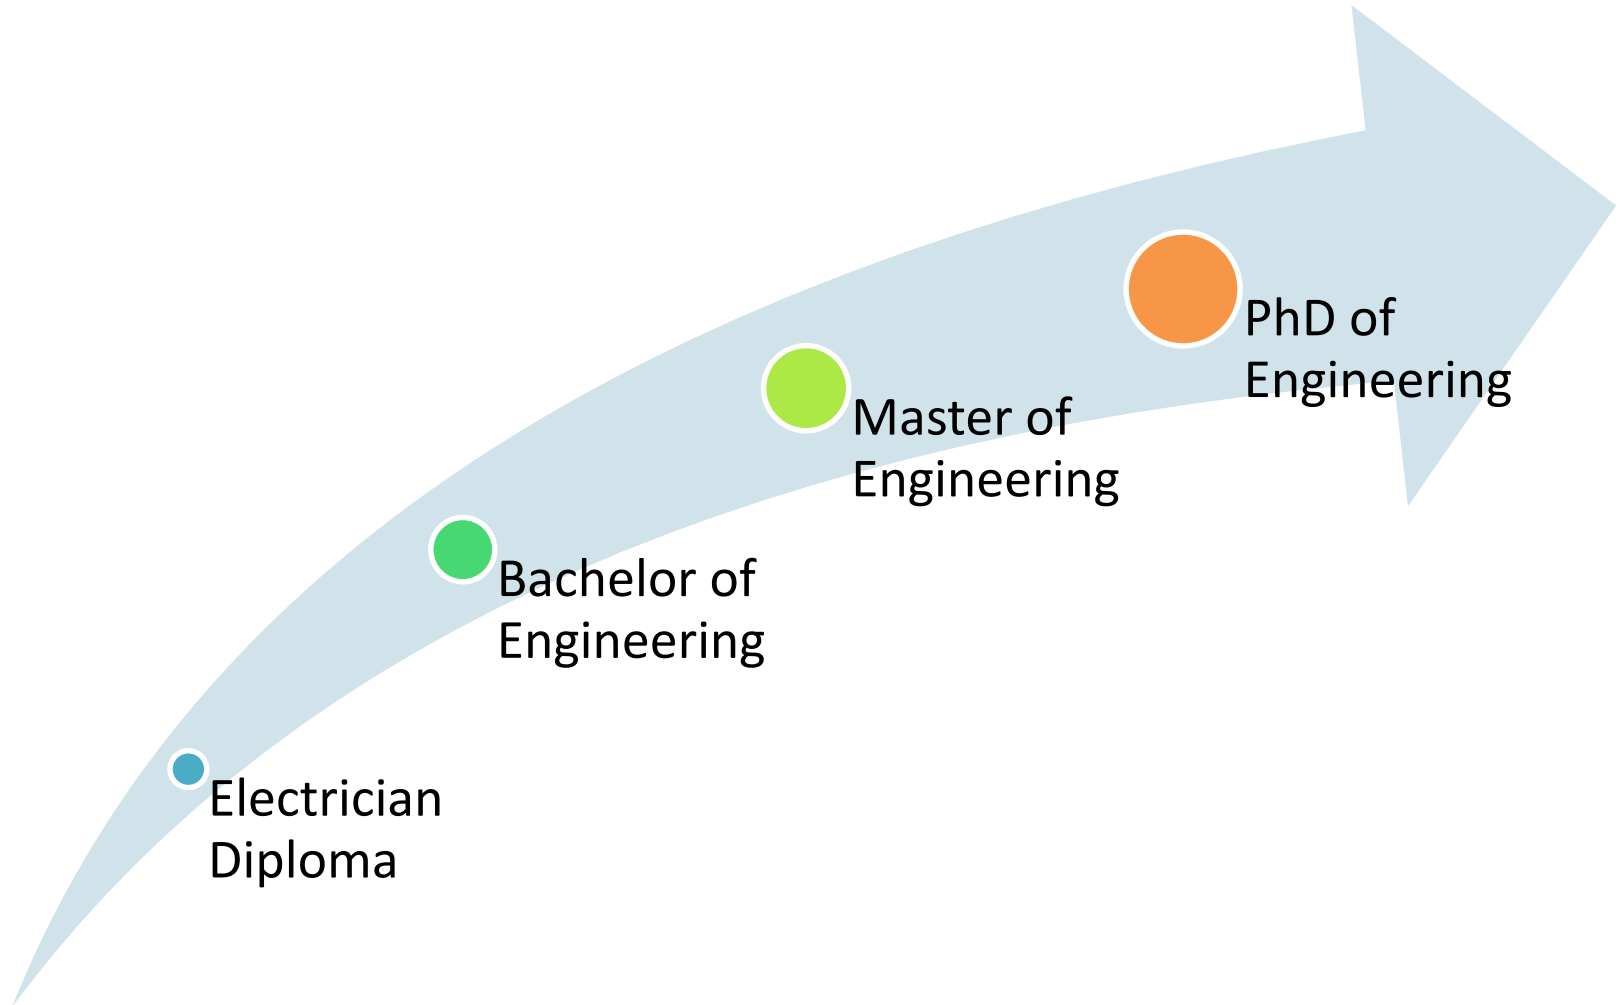 Electrician
Diploma
Bachelor of
Engineering
Master of
Engineering
PhD of
Engineering